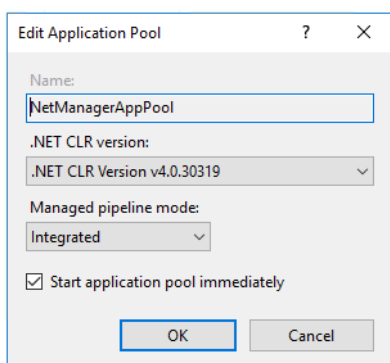 Edit Application Pool
Name:
NetManagerAppPool
.NET CLR version:
.NET CLR Version v4.0.30319
Managed pipeline mode:
Integrated
Start application pool immediately
OK Cancel